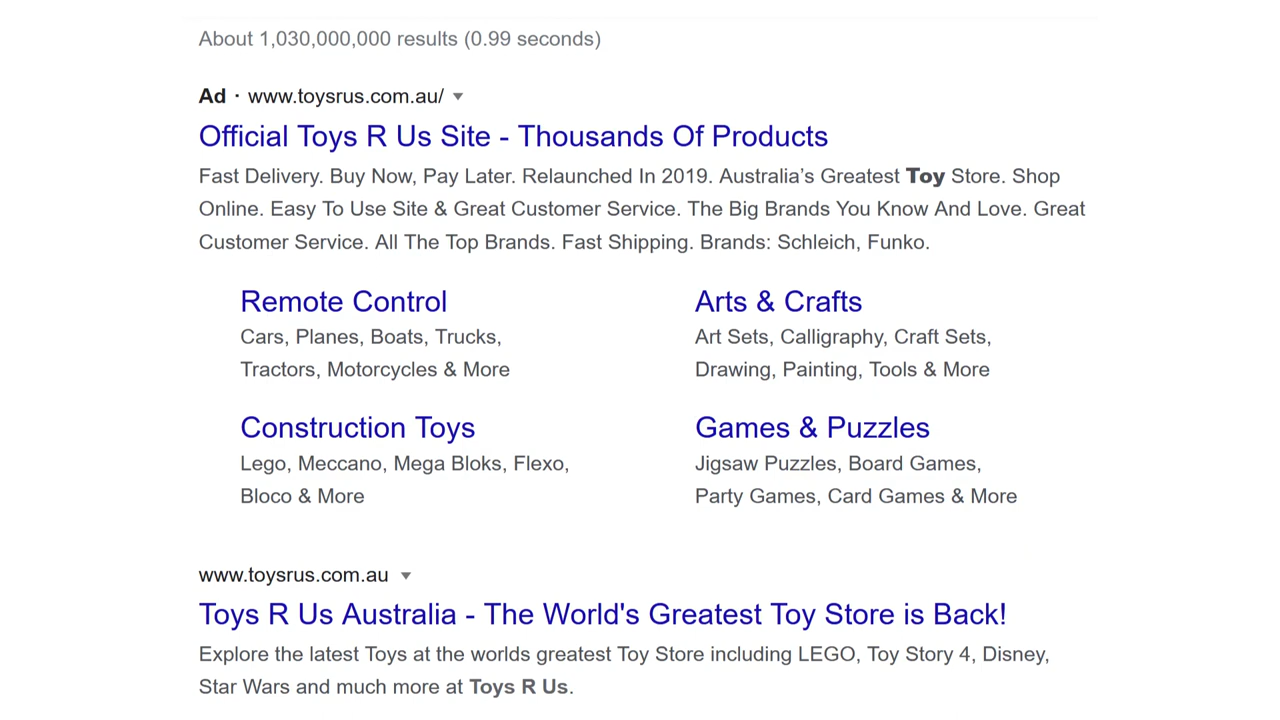 About 1,030,000,000 results (0.99 seconds)
Ad · www.toysrus.com.au/
Official Toys R Us Site - Thousands Of Products
Fast Delivery. Buy Now, Pay Later. Relaunched In 2019. Australia’s Greatest Toy Store. Shop
Online. Easy To Use Site & Great Customer Service. The Big Brands You Know And Love. Great
Customer Service. All The Top Brands. Fast Shipping. Brands: Schleich, Funko.
Remote Control
Cars, Planes, Boats, Trucks,
Tractors, Motorcycles & More
Arts & Crafts
Art Sets, Calligraphy, Craft Sets,
Drawing, Painting, Tools & More
Construction Toys
Lego, Meccano, Mega Bloks, Flexo,
Bloco & More
Games & Puzzles
Jigsaw Puzzles, Board Games,
Party Games, Card Games & More
www.toysrus.com.au
Toys R Us Australia - The World's Greatest Toy Store is Back!
Explore the latest Toys at the worlds greatest Toy Store including LEGO, Toy Story 4, Disney,
Star Wars and much more at Toys R Us.